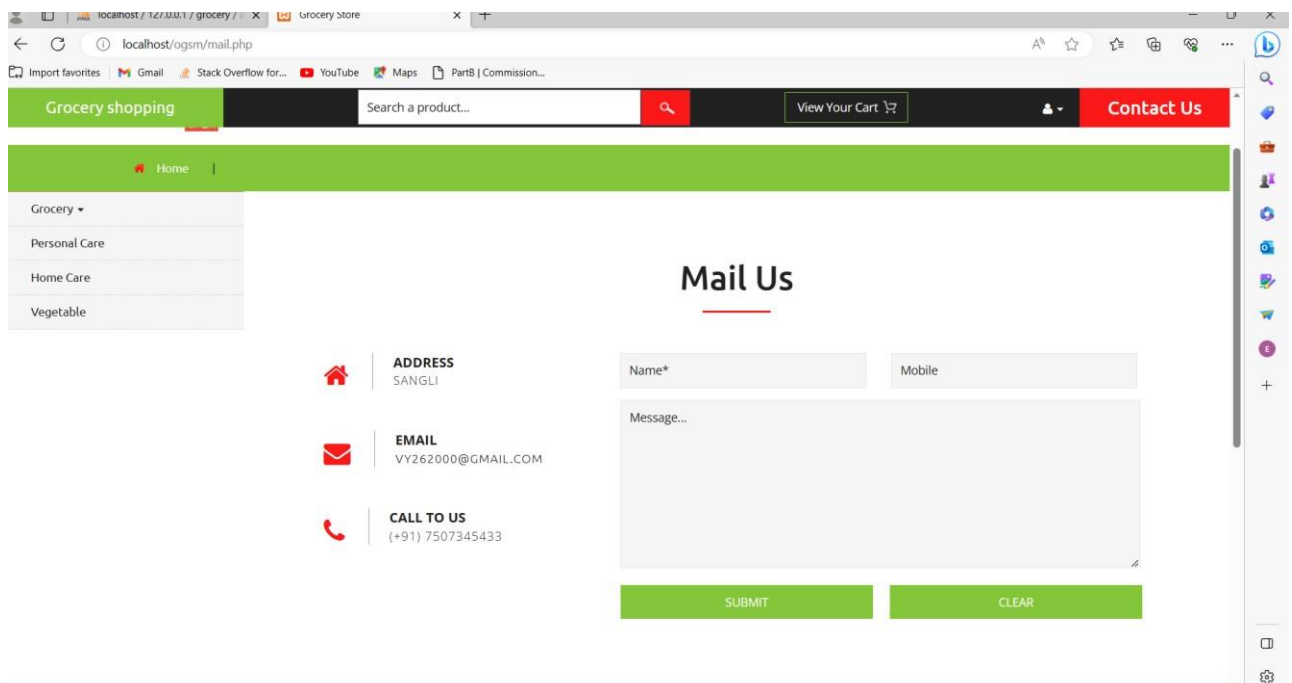 localhost / 127.0.0.1 / grocery /
Grocery Store
localhost/ogsm/mail.php
Import favorites
Gmail
Stack Overflow for...
YouTube
Maps
PartB | Commission...
Grocery shopping
Search a product...
View Your Cart
Contact Us
Home |
Grocery
Personal Care
Home Care
Vegetable
Mail Us
ADDRESS
SANGLI
EMAIL
VY262000@GMAIL.COM
CALL TO US
(+91) 7507345433
Name*
Mobile
Message...
SUBMIT
CLEAR